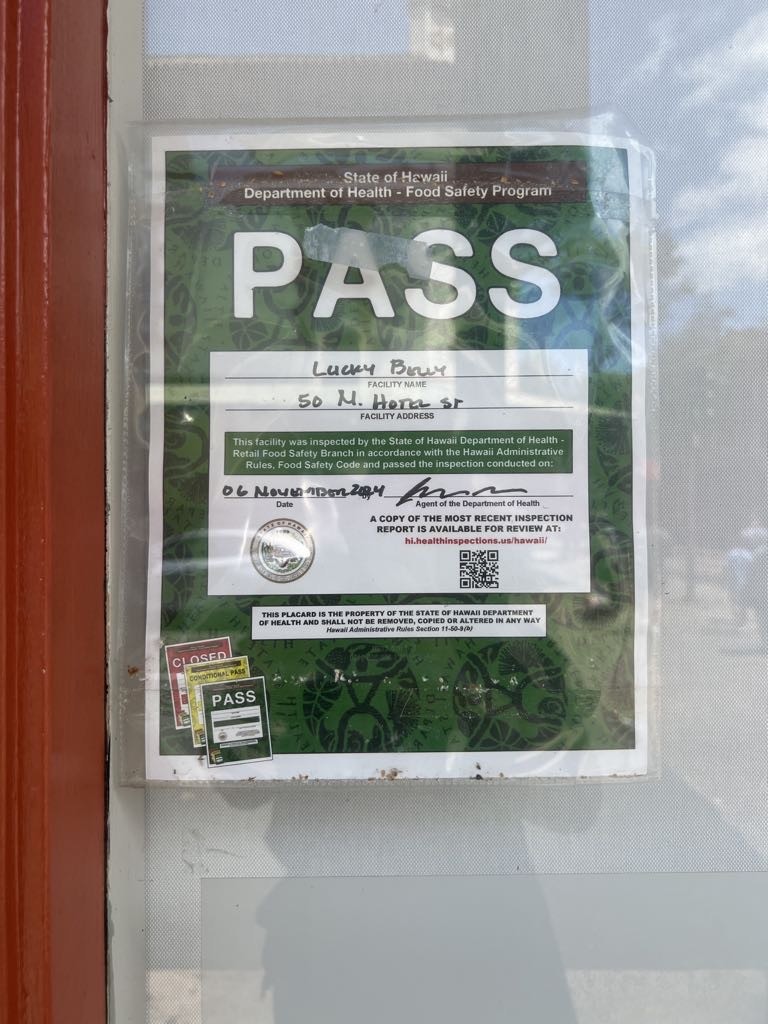 State of Hawaii
Department of Health - Food Safety Program
PASS
Lucky Belly
FACILITY NAME
50 N. Hotel St
FACILITY ADDRESS
This facility was inspected by the State of Hawaii Department of Health -
Retail Food Safety Branch in accordance with the Hawaii Administrative
Rules, Food Safety Code and passed the inspection conducted on:
06 November 2024
Date
Agent of the Department of Health
A COPY OF THE MOST RECENT INSPECTION
REPORT IS AVAILABLE FOR REVIEW AT:
hi.healthinspections.us/hawaii/
STATE OF HAWAII
THIS PLACARD IS THE PROPERTY OF THE STATE OF HAWAII DEPARTMENT
OF HEALTH AND SHALL NOT BE REMOVED, COPIED OR ALTERED IN ANY WAY
Hawaii Administrative Rules Section 11-50-9(h)
CLOSED
CONDITIONAL PASS
PASS